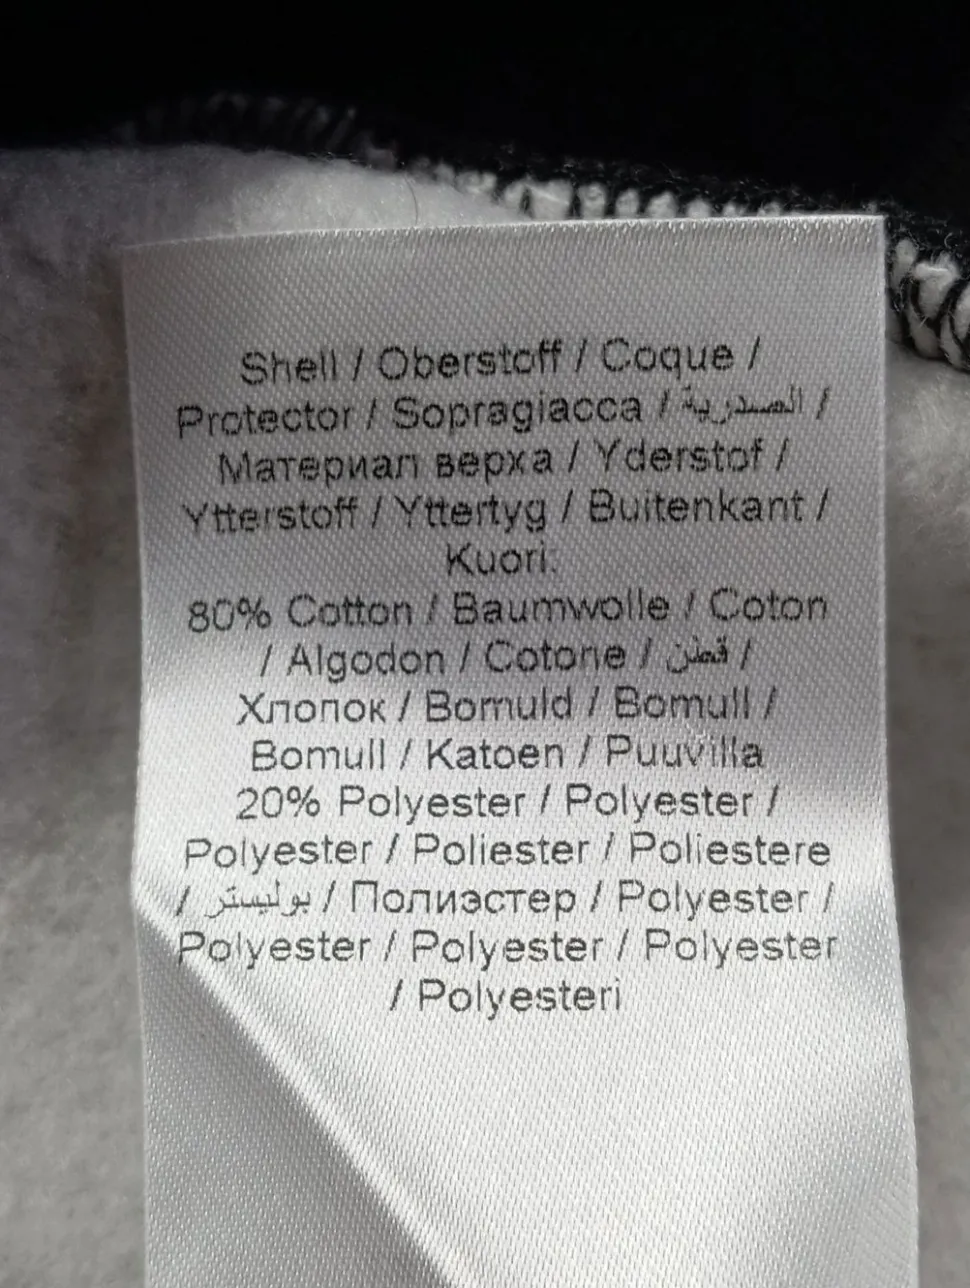 Shell / Oberstoff / Coque /
Protector / Sopragiacca / الصدرية /
Материал верха / Yderstof /
Ytterstoff / Yttertyg / Buitenkant /
Kuori:
80% Cotton / Baumwolle / Coton
/ Algodon / Cotone / قطن /
Хлопок / Bomuld / Bomull /
Bomull / Katoen / Puuvilla
20% Polyester / Polyester /
Polyester / Poliester / Poliestere
/ بوليستر / Полиэстер / Polyester /
Polyester / Polyester / Polyester
/ Polyesteri